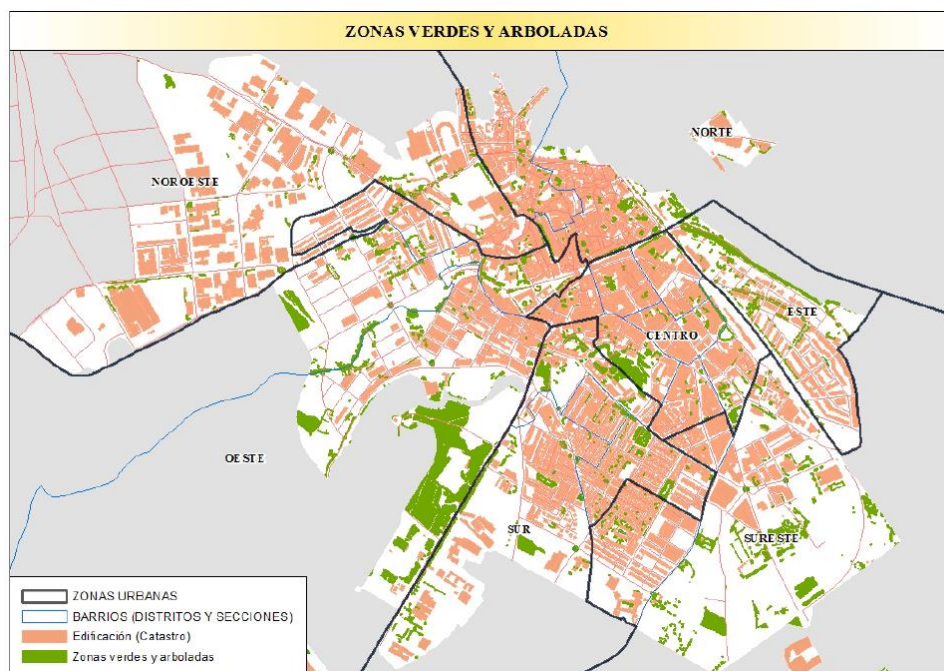 ZONAS VERDES Y ARBOLADAS
NORTE
NOROESTE
ESTE
CENTRO
OESTE
SUR
SURESTE
ZONAS URBANAS
BARRIOS (DISTRITOS Y SECCIONES)
Edificación (Catastro)
Zonas verdes y arboladas